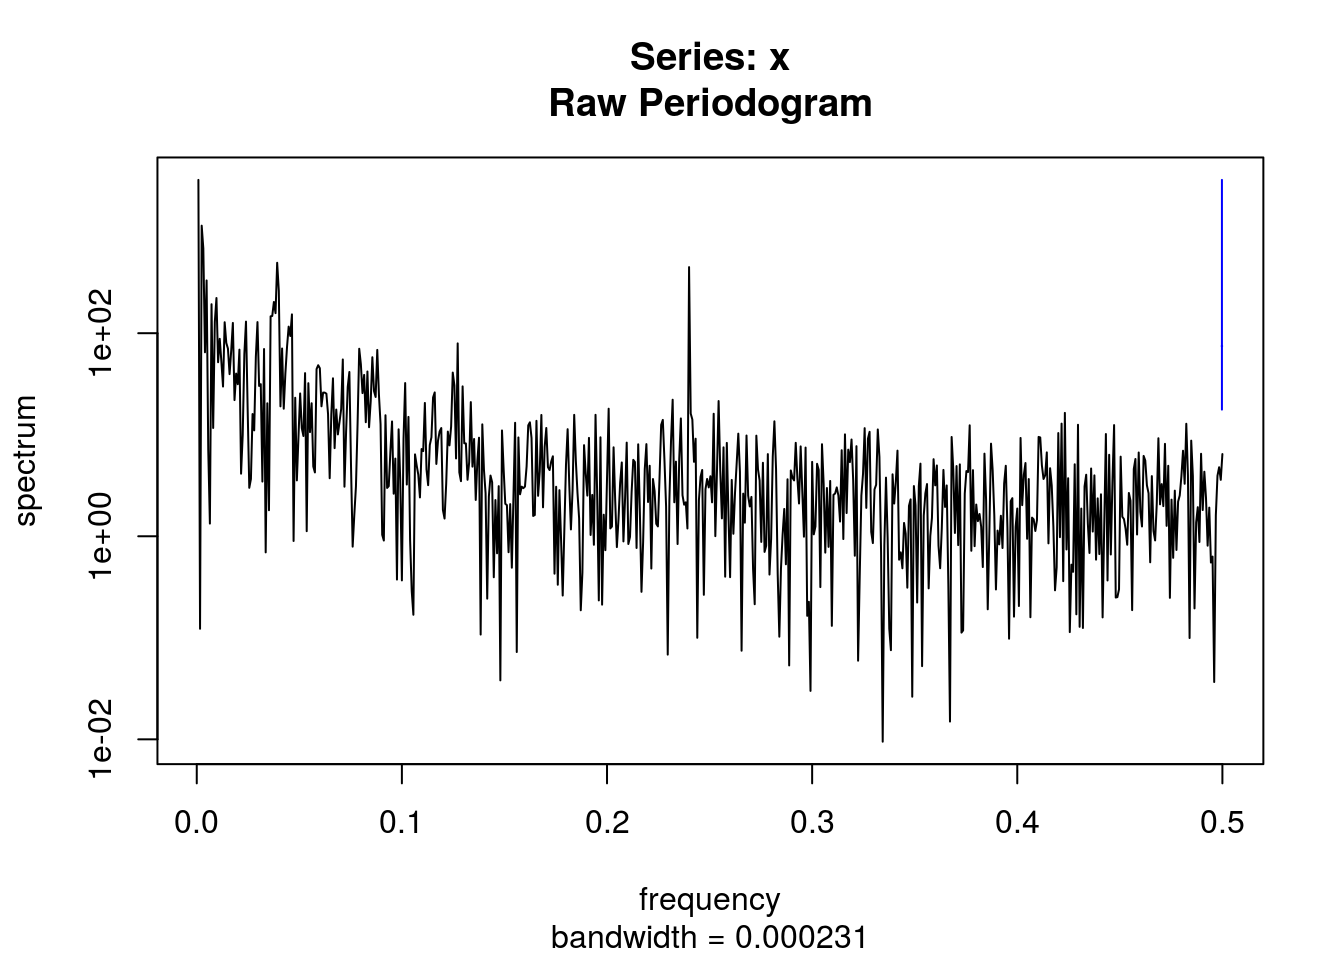 Series: x
Raw Periodogram
spectrum
1e+02
1e+00
1e-02
0.0 0.1 0.2 0.3 0.4 0.5
frequency
bandwidth = 0.000231